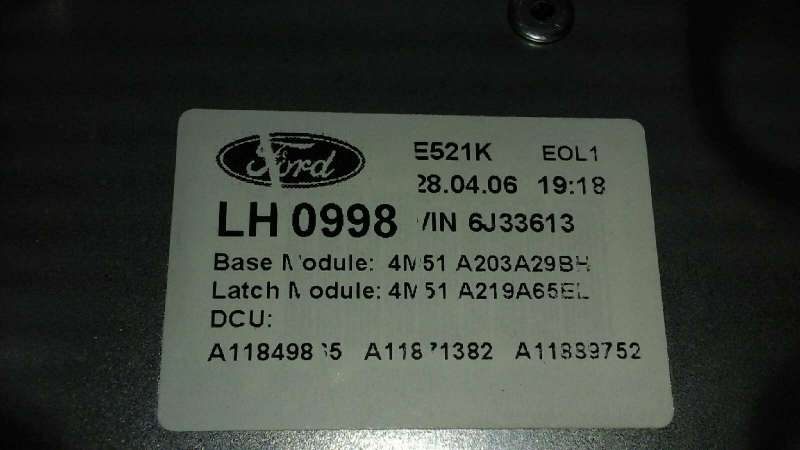 Ford E521K EOL1
28.04.06 19:18
LH 0998 VIN 6J33613
Base Module: 4M51 A203A29BH
Latch Module: 4M51 A219A65EL
DCU:
A11871382 A11889752